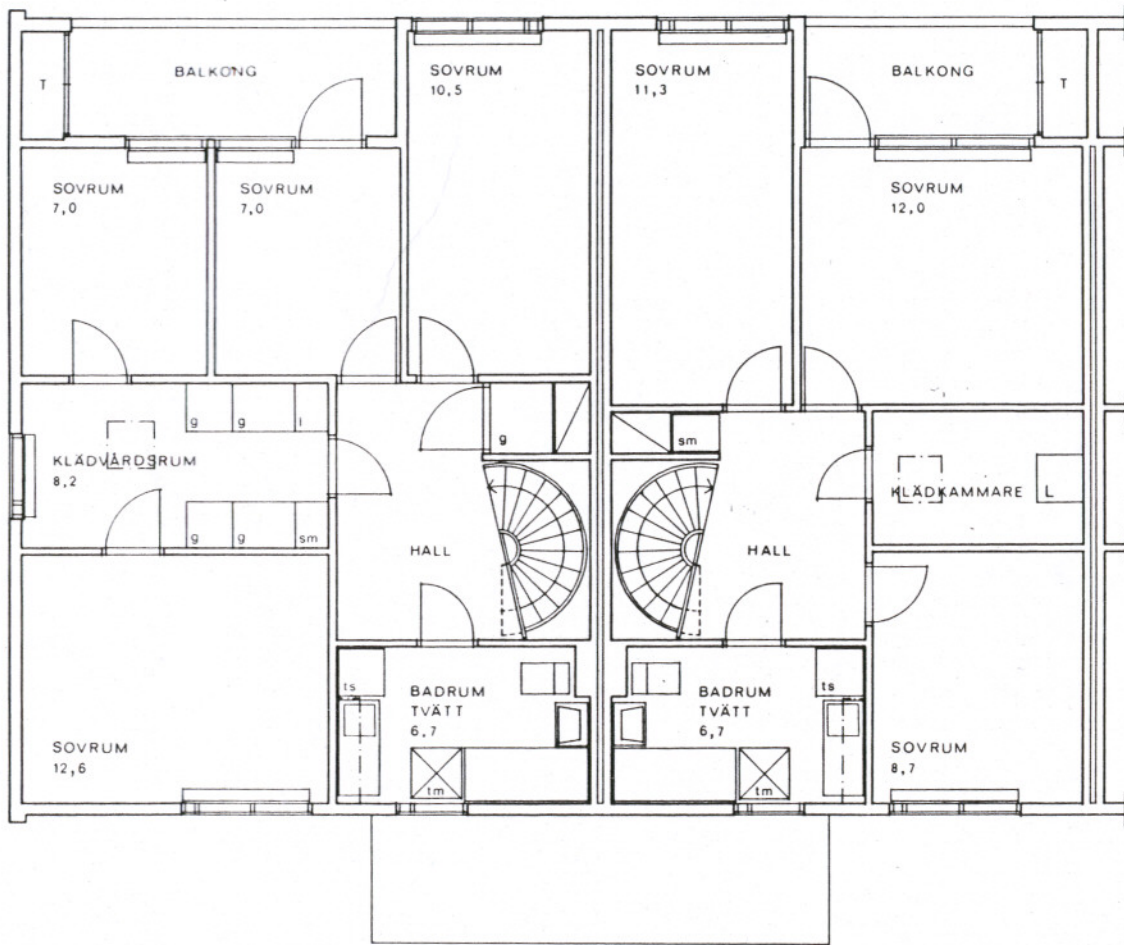 T
BALKONG
SOVRUM
10,5
SOVRUM
11,3
BALKONG
T
SOVRUM
7,0
SOVRUM
7,0
SOVRUM
12,0
g
g
l
g
sm
KLÄDVÅRDSRUM
8,2
KLÄDKAMMARE
L
g
g
sm
HALL
HALL
ts
BADRUM
TVÄTT
6,7
tm
BADRUM
TVÄTT
6,7
ts
tm
SOVRUM
12,6
SOVRUM
8,7